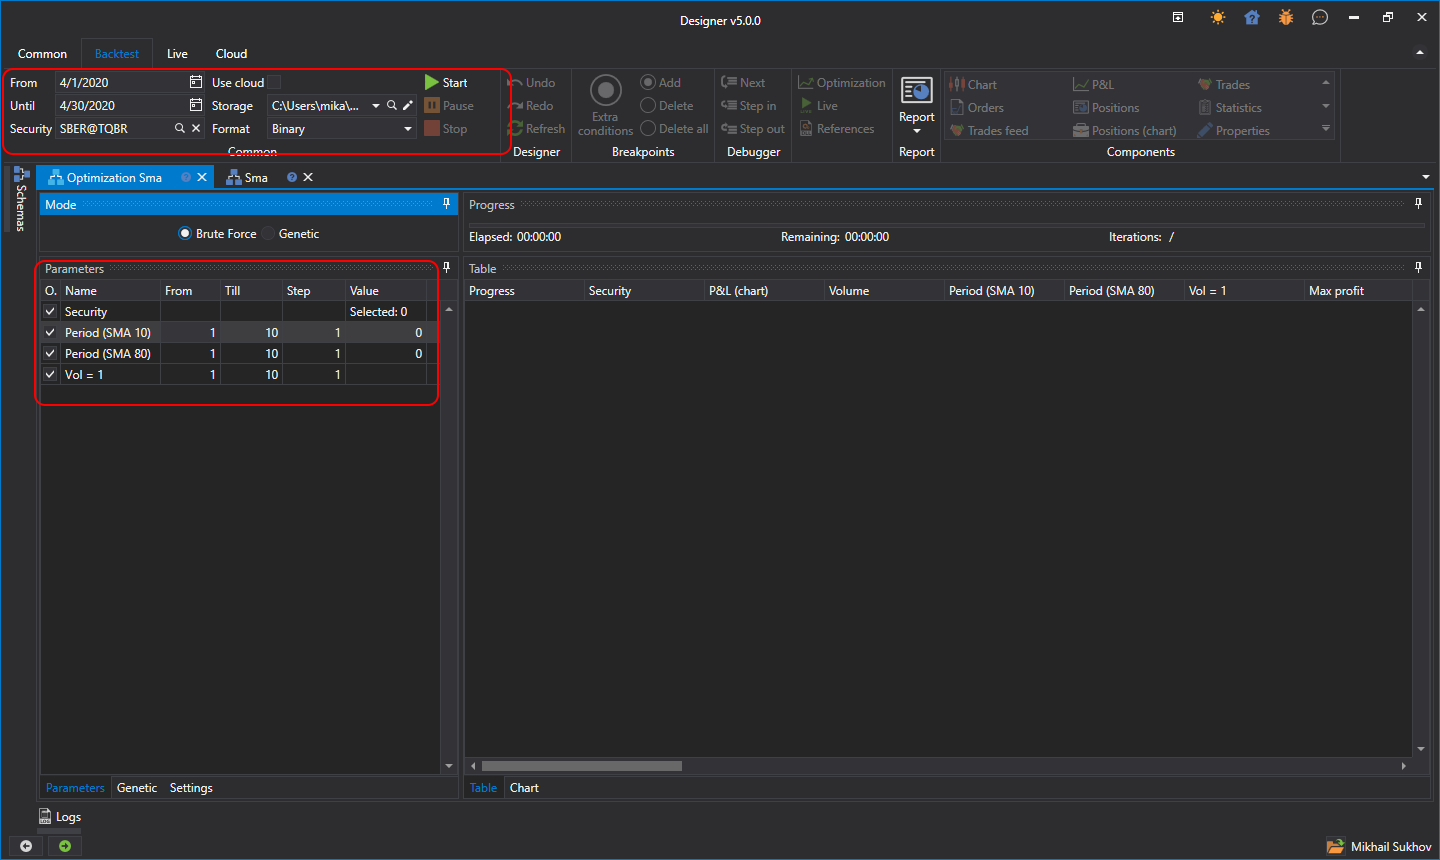 Designer v5.0.0
Common Backtest Live Cloud
From 4/1/2020 Use cloud Start
Until 4/30/2020 Storage C:\Users\mika\... Pause
Security SBER@TQBR Format Binary Stop
Common
Undo
Redo
Refresh
Designer
Extra conditions
Add
Delete
Delete all
Breakpoints
Next
Step in
Step out
Debugger
Optimization
Live
References
Report
Report
Chart P&L Trades
Orders Positions Statistics
Trades feed Positions (chart) Properties
Components
Schemas
Optimization Sma Sma
Mode
Brute Force Genetic
Parameters
O. Name From Till Step Value
Security Selected: 0
Period (SMA 10) 1 10 1 0
Period (SMA 80) 1 10 1 0
Vol = 1 1 10 1
Parameters Genetic Settings
Progress
Elapsed: 00:00:00 Remaining: 00:00:00 Iterations: /
Table
Progress Security P&L (chart) Volume Period (SMA 10) Period (SMA 80) Vol = 1 Max profit
Table Chart
Logs
Mikhail Sukhov